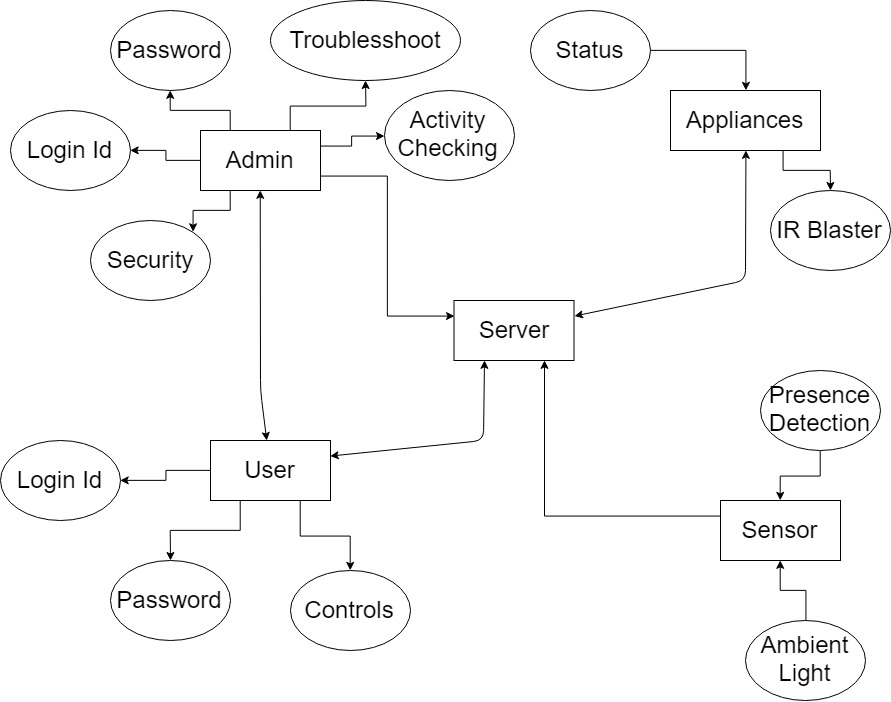 Password
Troublesshoot
Status
Login Id
Admin
Activity
Checking
Appliances
Security
IR Blaster
Server
Presence
Detection
Login Id
User
Sensor
Password
Controls
Ambient
Light